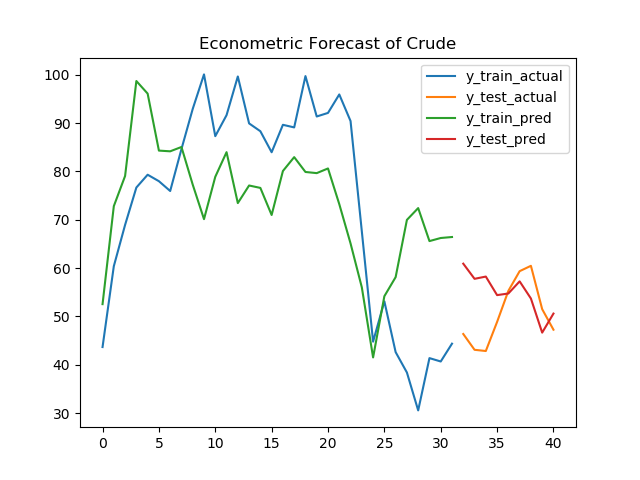 Econometric Forecast of Crude
y_train_actual
y_test_actual
y_train_pred
y_test_pred
100
90
80
70
60
50
40
30
0 5 10 15 20 25 30 35 40